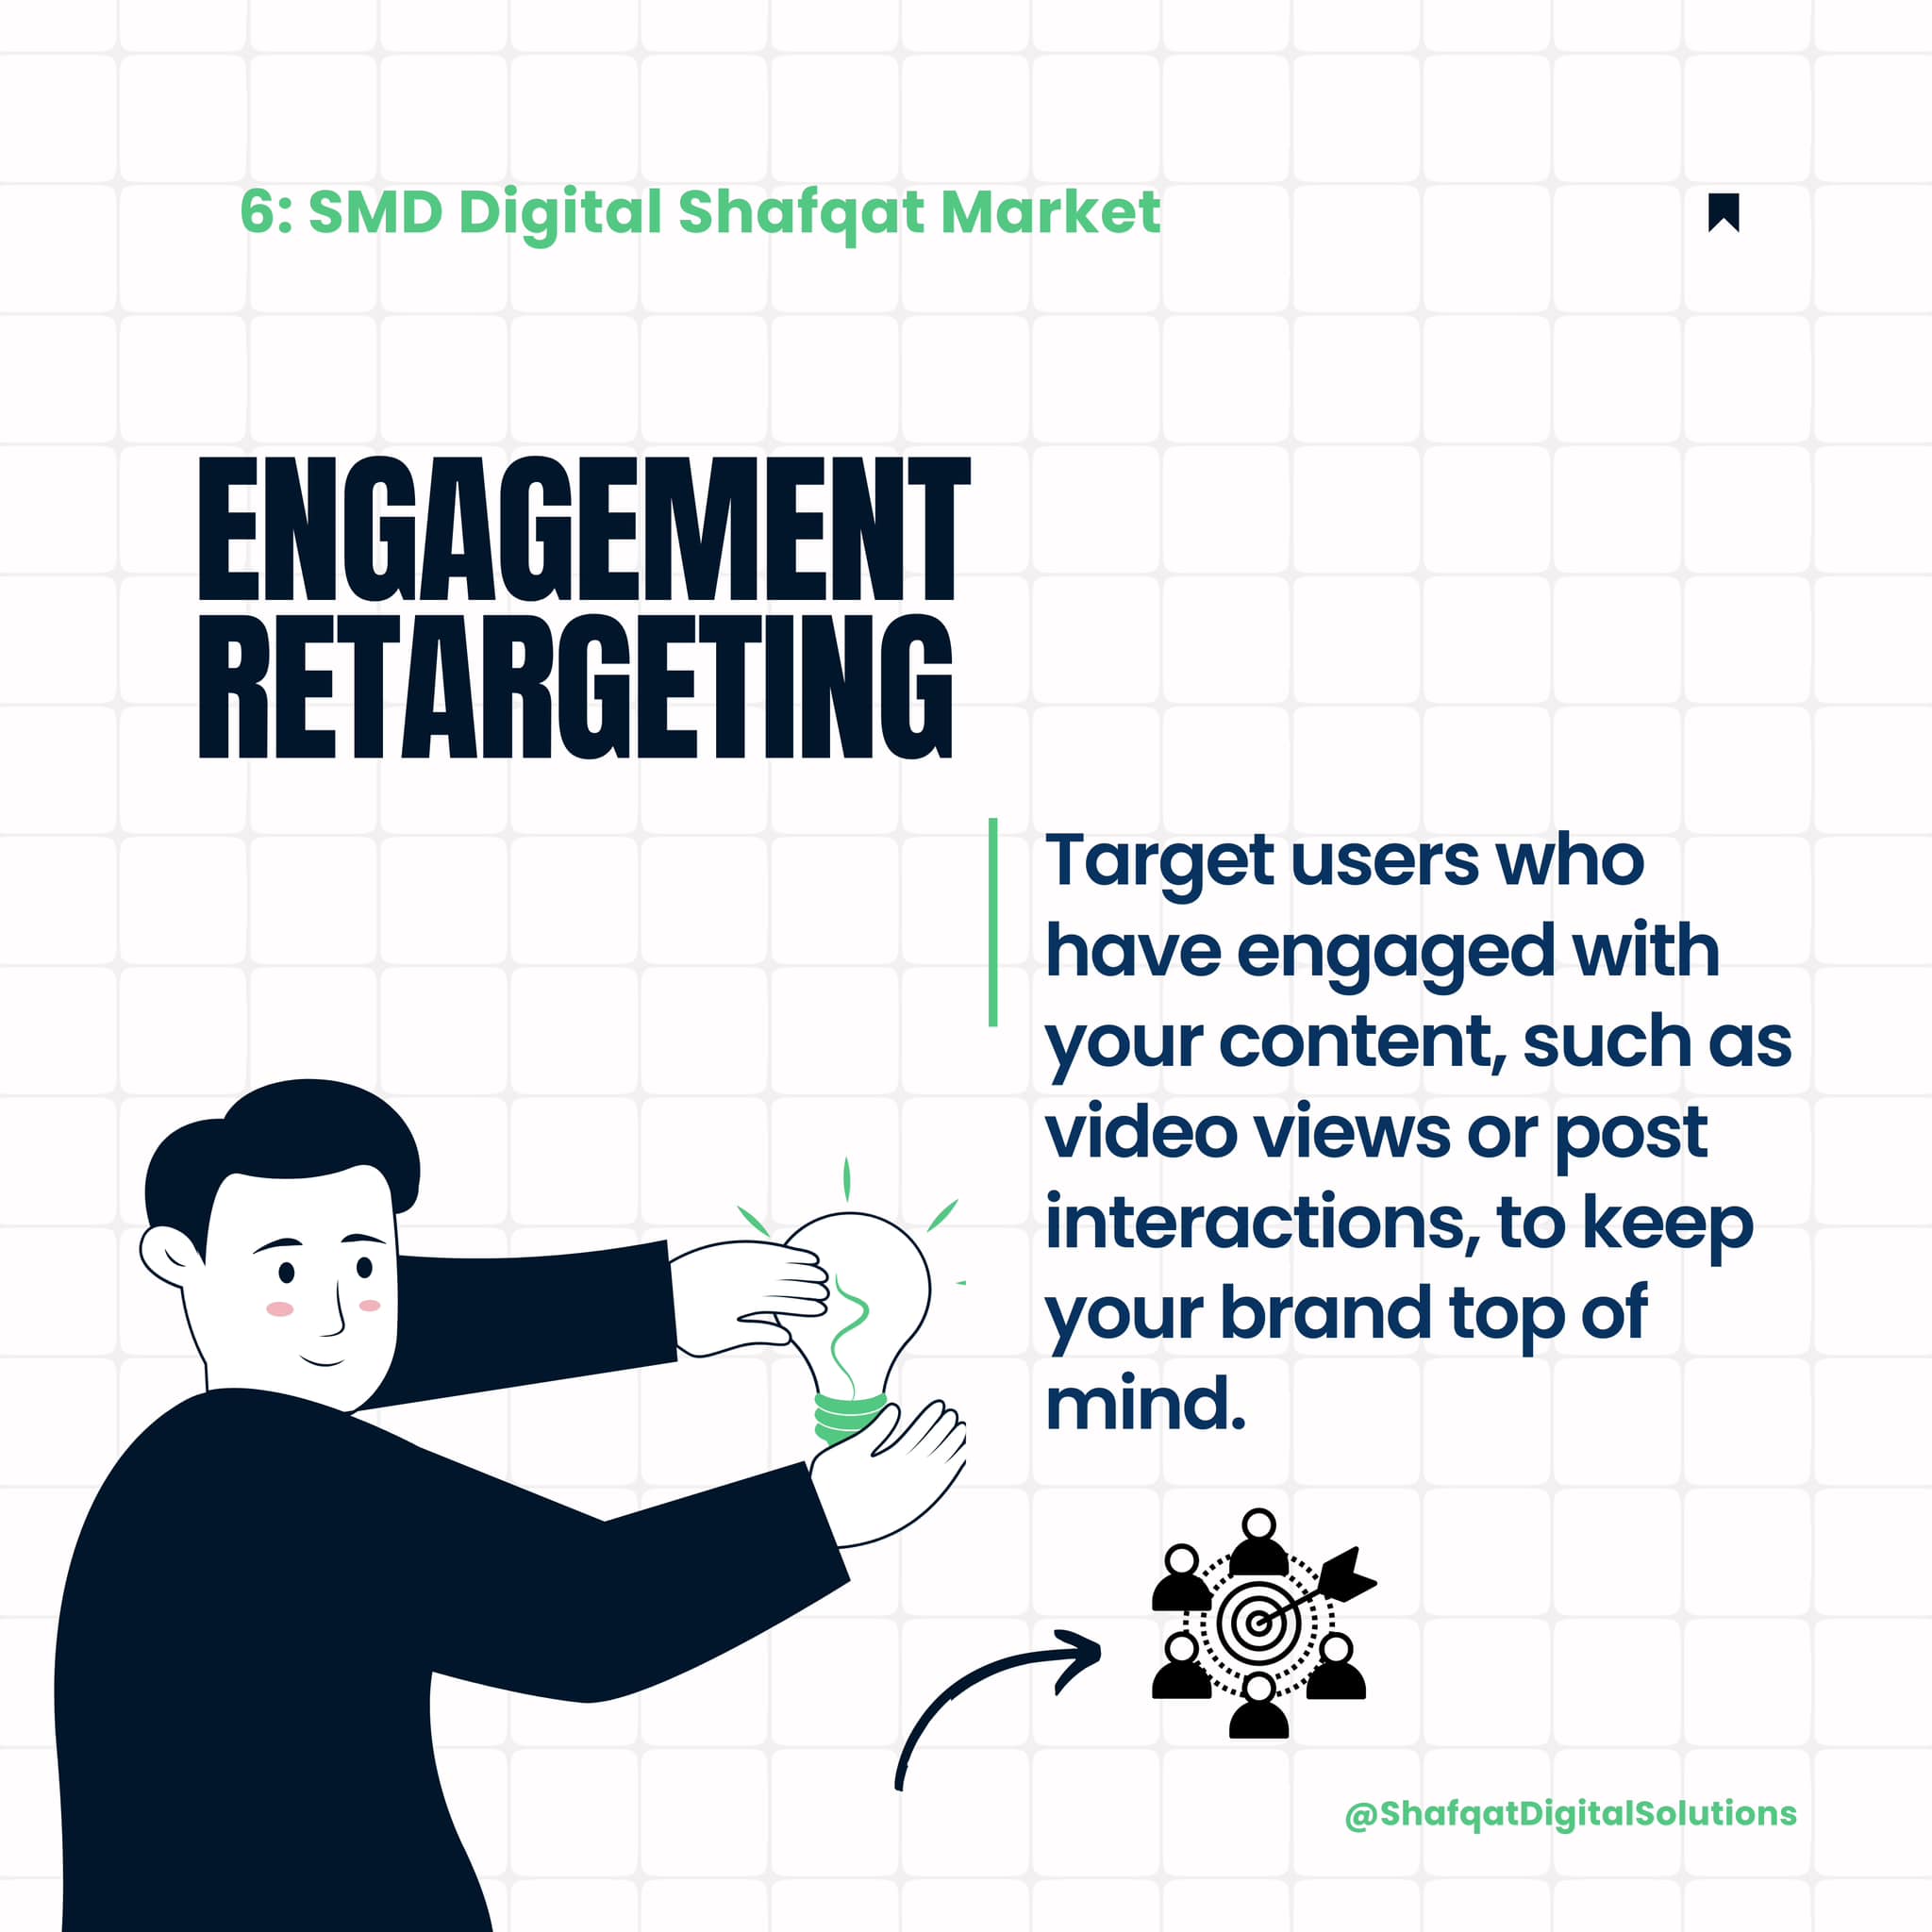 6: SMD Digital Shafqat Market
ENGAGEMENT
RETARGETING
Target users who
have engaged with
your content, such as
video views or post
interactions, to keep
your brand top of
mind.
@ShafqatDigitalSolutions